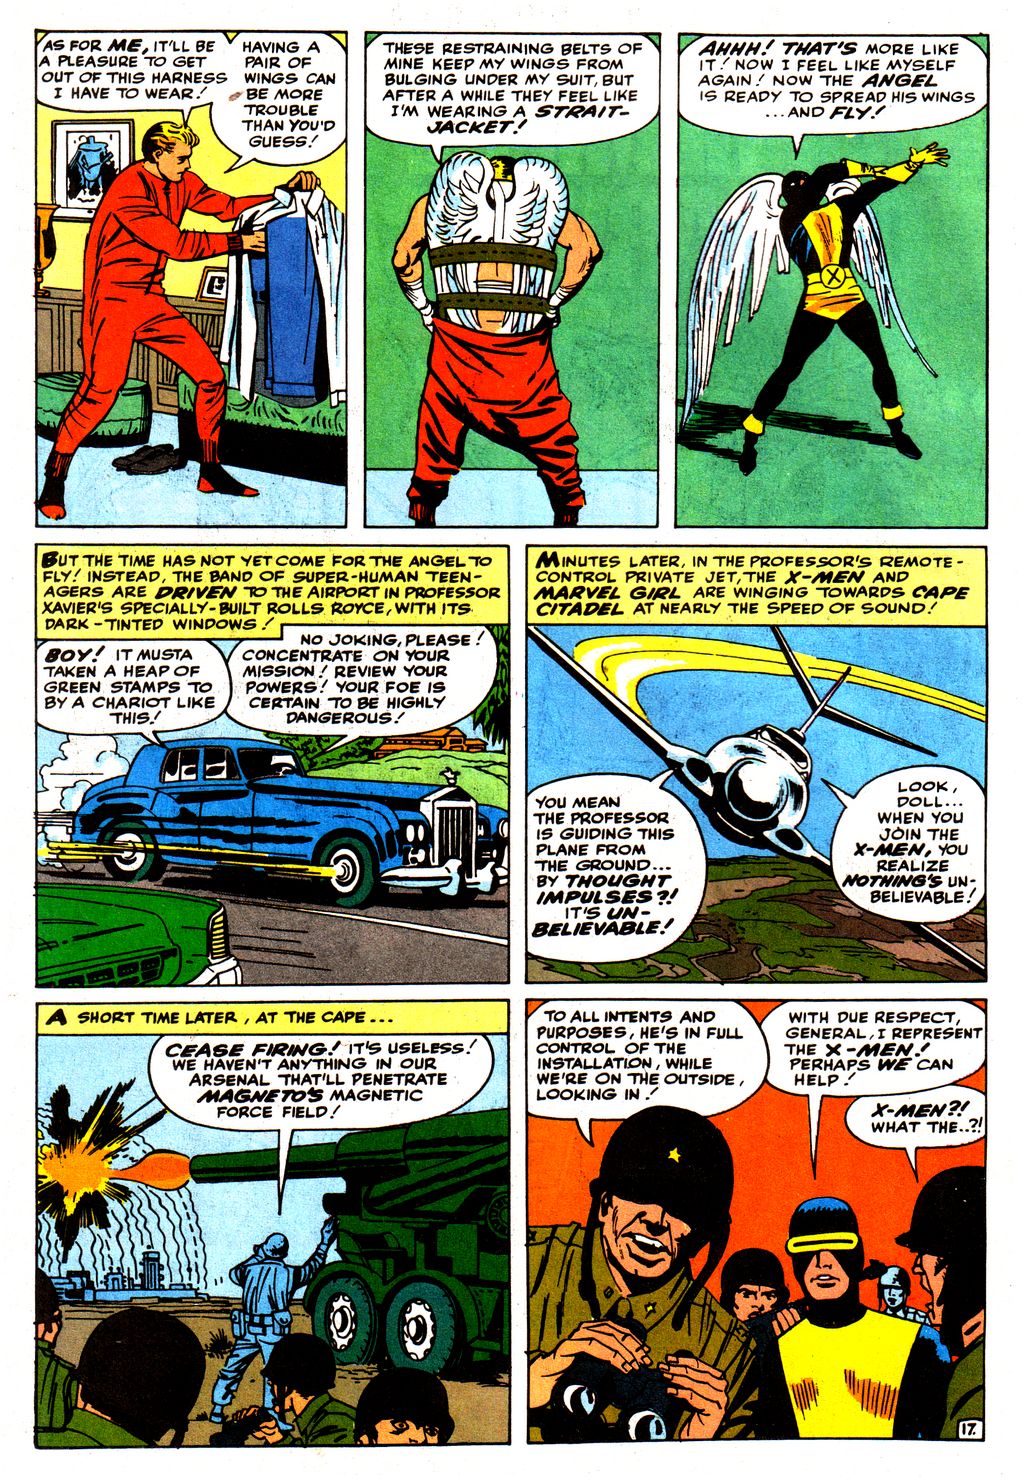 AS FOR ME, IT'LL BE
A PLEASURE TO GET
OUT OF THIS HARNESS
I HAVE TO WEAR!
HAVING A
PAIR OF
WINGS CAN
BE MORE
TROUBLE
THAN YOU'D
GUESS!
THESE RESTRAINING BELTS OF
MINE KEEP MY WINGS FROM
BULGING UNDER MY SUIT, BUT
AFTER A WHILE THEY FEEL LIKE
I'M WEARING A STRAIT-
JACKET!
AHHH! THAT'S MORE LIKE
IT! NOW I FEEL LIKE MYSELF
AGAIN! NOW THE ANGEL
IS READY TO SPREAD HIS WINGS
...AND FLY!
X
BUT THE TIME HAS NOT YET COME FOR THE ANGEL TO
FLY! INSTEAD, THE BAND OF SUPER-HUMAN TEEN-
AGERS ARE DRIVEN TO THE AIRPORT IN PROFESSOR
XAVIER'S SPECIALLY-BUILT ROLLS ROYCE, WITH ITS
DARK-TINTED WINDOWS!
BOY! IT MUSTA
TAKEN A HEAP OF
GREEN STAMPS TO
BY A CHARIOT LIKE
THIS!
NO JOKING, PLEASE!
CONCENTRATE ON YOUR
MISSION! REVIEW YOUR
POWERS! YOUR FOE IS
CERTAIN TO BE HIGHLY
DANGEROUS!
MINUTES LATER, IN THE PROFESSOR'S REMOTE-
CONTROL PRIVATE JET, THE X-MEN AND
MARVEL GIRL ARE WINGING TOWARDS CAPE
CITADEL AT NEARLY THE SPEED OF SOUND!
YOU MEAN
THE PROFESSOR
IS GUIDING THIS
PLANE FROM
THE GROUND...
BY THOUGHT
IMPULSES?!
IT'S UN-
BELIEVABLE!
LOOK,
DOLL...
WHEN YOU
JOIN THE
X-MEN, YOU
REALIZE
NOTHING'S UN-
BELIEVABLE!
A SHORT TIME LATER, AT THE CAPE...
CEASE FIRING! IT'S USELESS!
WE HAVEN'T ANYTHING IN OUR
ARSENAL THAT'LL PENETRATE
MAGNETO'S MAGNETIC
FORCE FIELD!
TO ALL INTENTS AND
PURPOSES, HE'S IN FULL
CONTROL OF THE
INSTALLATION, WHILE
WE'RE ON THE OUTSIDE,
LOOKING IN!
WITH DUE RESPECT,
GENERAL, I REPRESENT
THE X-MEN!
PERHAPS WE CAN
HELP!
X-MEN?!
WHAT THE..?!
17.